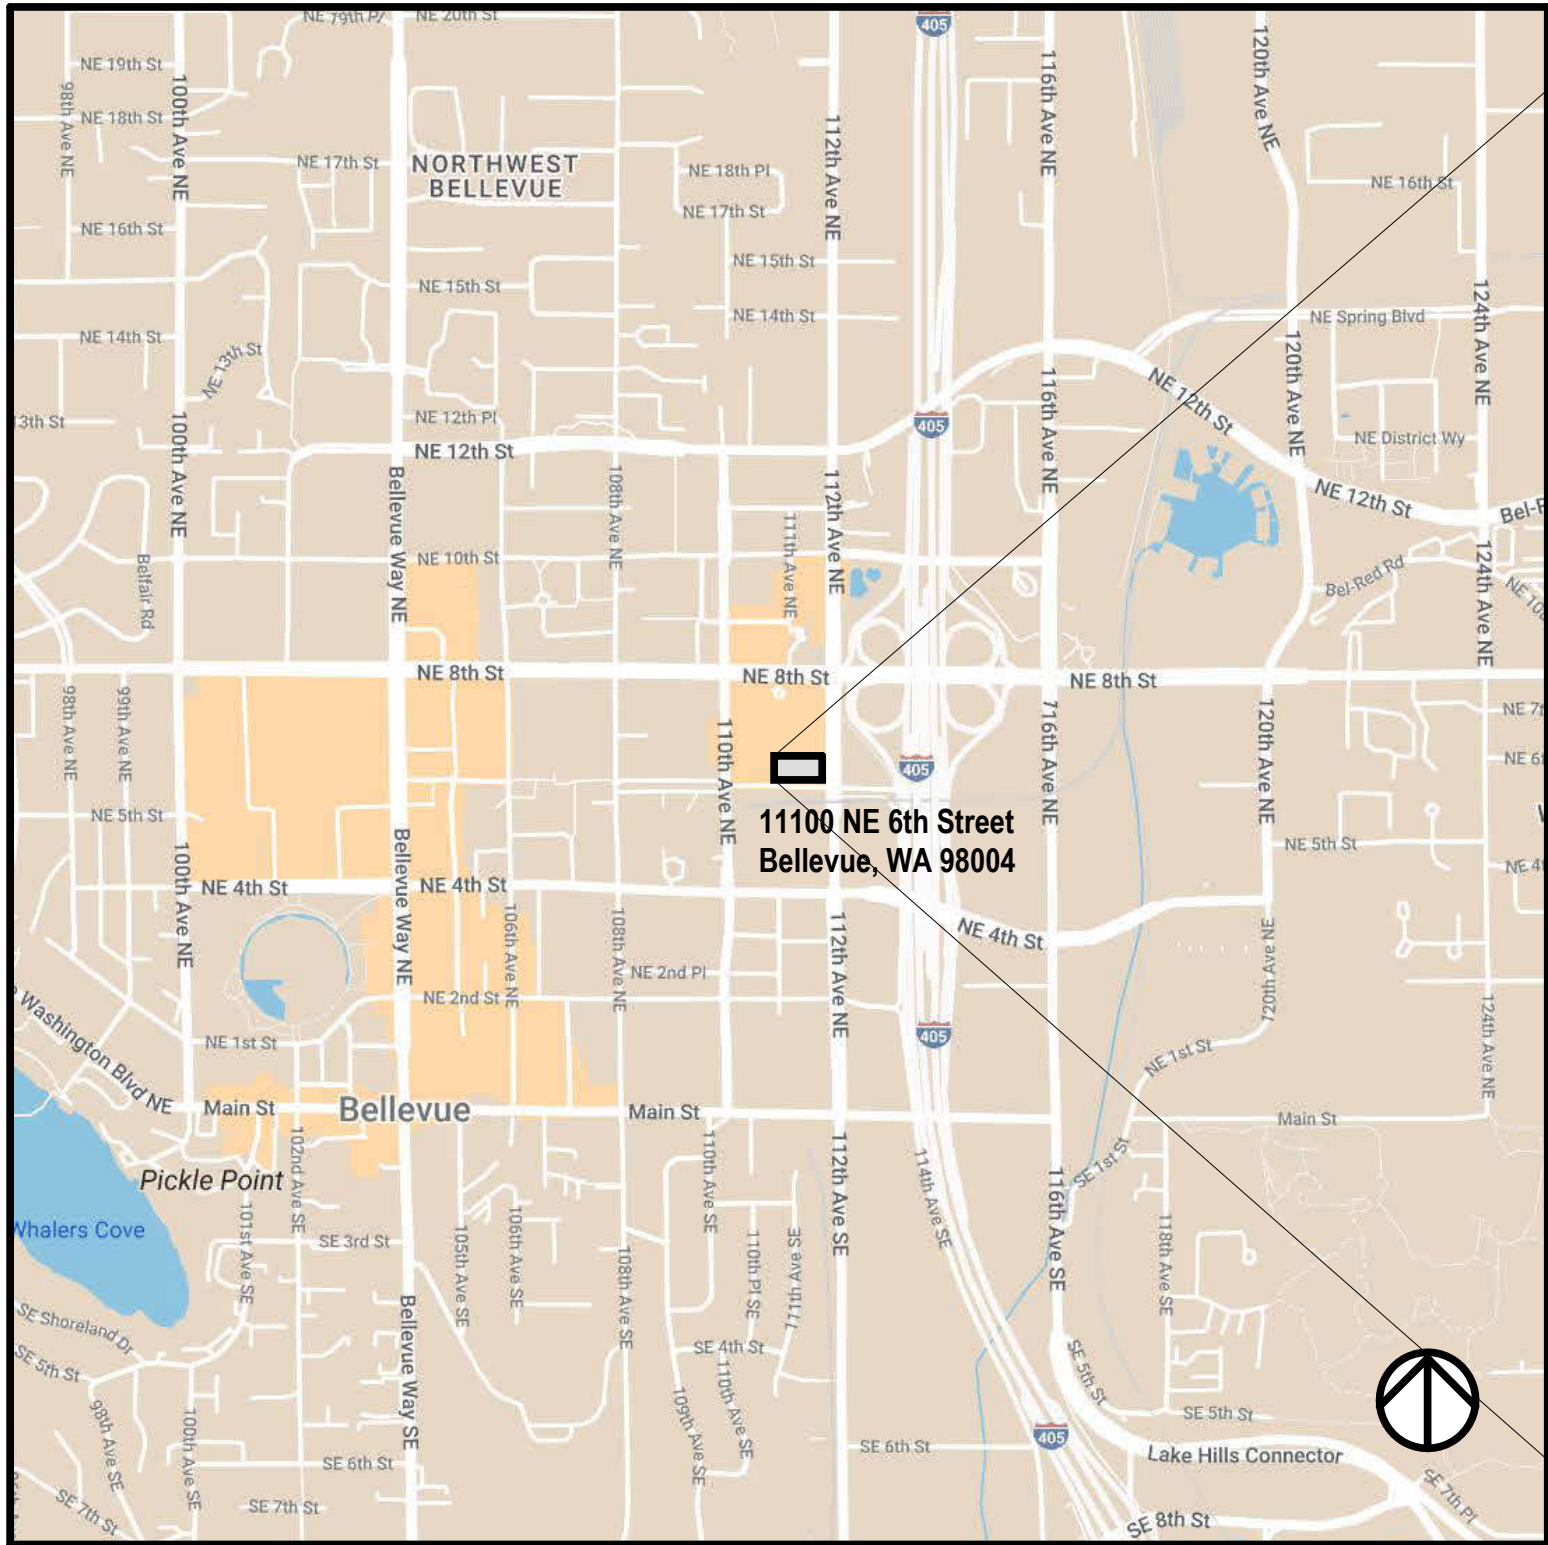 NE 79th Pl
NE 20th St
405
NE 19th St
98th Ave NE
100th Ave NE
NE 18th St
NE 17th St
NORTHWEST
BELLEVUE
NE 18th Pl
NE 17th St
112th Ave NE
116th Ave NE
120th Ave NE
NE 16th St
NE 16th St
NE 15th St
NE 15th St
NE 14th St
NE 14th St
NE 13th St
NE Spring Blvd
124th Ave NE
120th Ave NE
116th Ave NE
NE 12th St
13th St
100th Ave NE
NE 12th Pl
NE 12th St
405
NE District Wy
Bellevue Way NE
108th Ave NE
112th Ave NE
111th Ave NE
NE 12th St
Bel-R
Belfair Rd
NE 10th St
124th Ave NE
Bel-Red Rd
NE 10
NE 8th St
NE 8th St
NE 8th St
98th Ave NE
99th Ave NE
110th Ave NE
116th Ave NE
120th Ave NE
NE 7t
405
NE 6t
NE 5th St
11100 NE 6th Street
Bellevue, WA 98004
NE 5th St
NE 4t
100th Ave NE
Bellevue Way NE
NE 4th St
NE 4th St
106th Ave NE
108th Ave NE
112th Ave NE
NE 4th St
120th Ave NE
NE 2nd Pl
NE 2nd St
124th Ave NE
Washington Blvd NE
NE 1st St
405
NE 1st St
Main St
Bellevue
Main St
Main St
102nd Ave SE
110th Ave SE
112th Ave SE
114th Ave SE
SE 1st St
116th Ave SE
Pickle Point
Whalers Cove
101st Ave SE
SE 3rd St
105th Ave SE
106th Ave SE
108th Ave SE
110th Pl SE
111th Ave SE
118th Ave SE
SE Shoreland Dr
SE 5th St
Bellevue Way SE
SE 4th St
SE 5th St
98th Ave SE
100th Ave SE
109th Ave SE
110th Ave SE
SE 5th St
405
SE 6th St
SE 6th St
Lake Hills Connector
SE 7th St
SE 7th St
SE 8th St
SE 7th Pl